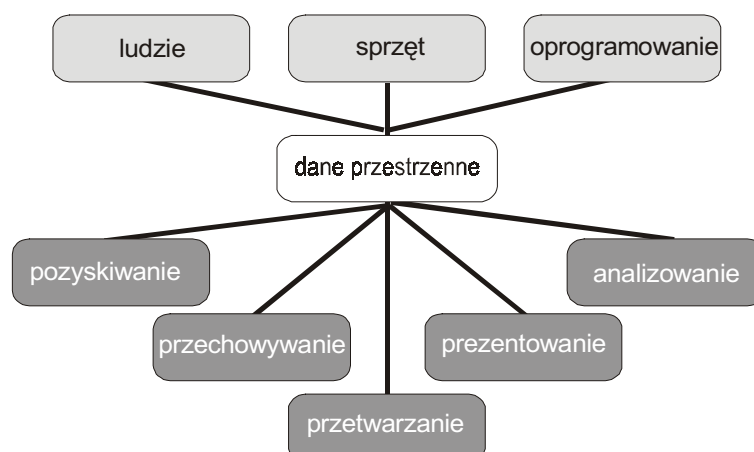 ludzie
sprzęt
oprogramowanie
dane przestrzenne
pozyskiwanie
analizowanie
przechowywanie
prezentowanie
przetwarzanie